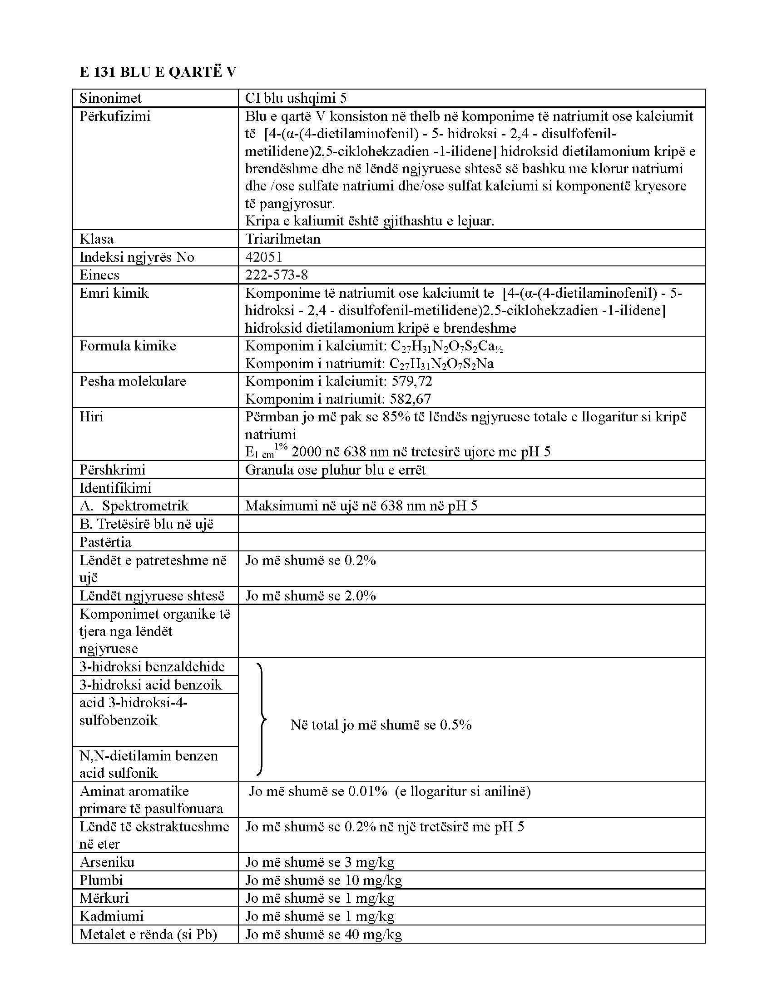 E 131 BLU E QARTË V
Sinonimet
CI blu ushqimi 5
Përkufizimi
Blu e qartë V konsiston në thelb në komponime të natriumit ose kalciumit
të [4-(α-(4-dietilaminofenil) - 5- hidroksi - 2,4 - disulfofenil-
metilidene)2,5-ciklohekzadien -1-ilidene] hidroksid dietilamonium kripë e
brendëshme dhe në lëndë ngjyruese shtesë së bashku me klorur natriumi
dhe /ose sulfate natriumi dhe/ose sulfat kalciumi si komponentë kryesore
të pangjyrosur.
Kripa e kaliumit është gjithashtu e lejuar.
Klasa
Triarilmetan
Indeksi ngjyrës No
42051
Einecs
222-573-8
Emri kimik
Komponime të natriumit ose kalciumit te [4-(α-(4-dietilaminofenil) - 5-
hidroksi - 2,4 - disulfofenil-metilidene)2,5-ciklohekzadien -1-ilidene]
hidroksid dietilamonium kripë e brendeshme
Formula kimike
Komponim i kalciumit: C₂₇H₃₁N₂O₇S₂Ca½
Komponim i natriumit: C₂₇H₃₁N₂O₇S₂Na
Pesha molekulare
Komponim i kalciumit: 579,72
Komponim i natriumit: 582,67
Hiri
Përmban jo më pak se 85% të lëndës ngjyruese totale e llogaritur si kripë
natriumi
E1 cm 1% 2000 në 638 nm në tretesirë ujore me pH 5
Përshkrimi
Granula ose pluhur blu e errët
Identifikimi
A. Spektrometrik
Maksimumi në ujë në 638 nm në pH 5
B. Tretësirë blu në ujë
Pastërtia
Lëndët e patreteshme në
ujë
Jo më shumë se 0.2%
Lëndët ngjyruese shtesë
Jo më shumë se 2.0%
Komponimet organike të
tjera nga lëndët
ngjyruese
3-hidroksi benzaldehide
3-hidroksi acid benzoik
acid 3-hidroksi-4-
sulfobenzoik
N,N-dietilamin benzen
acid sulfonik
Në total jo më shumë se 0.5%
Aminat aromatike
primare të pasulfonuara
Jo më shumë se 0.01% (e llogaritur si anilinë)
Lëndë të ekstraktueshme
në eter
Jo më shumë se 0.2% në një tretësirë me pH 5
Arseniku
Jo më shumë se 3 mg/kg
Plumbi
Jo më shumë se 10 mg/kg
Mërkuri
Jo më shumë se 1 mg/kg
Kadmiumi
Jo më shumë se 1 mg/kg
Metalet e rënda (si Pb)
Jo më shumë se 40 mg/kg